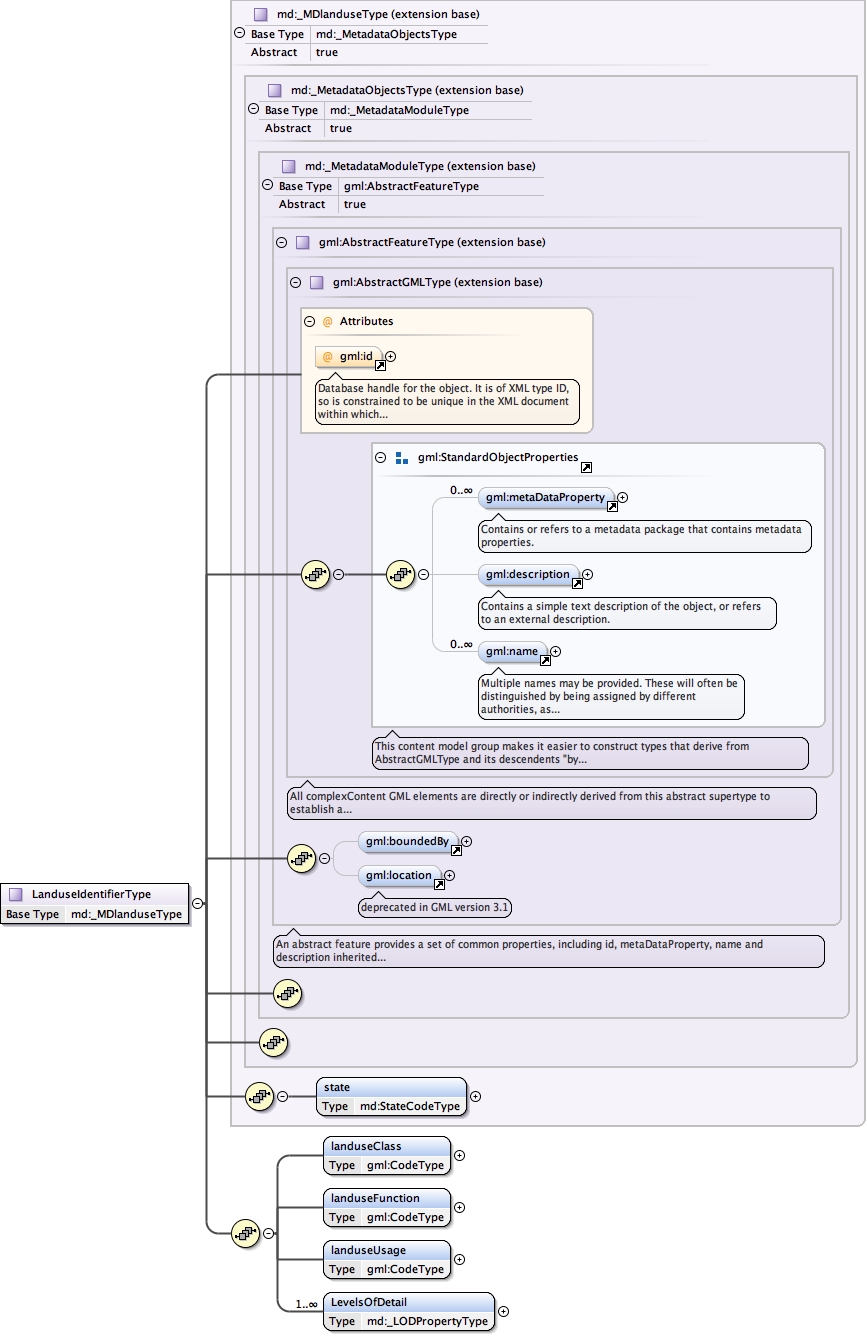 md:_MDlanduseType (extension base)
Base Type md:_MetadataObjectsType
Abstract true
md:_MetadataObjectsType (extension base)
Base Type md:_MetadataModuleType
Abstract true
md:_MetadataModuleType (extension base)
Base Type gml:AbstractFeatureType
Abstract true
gml:AbstractFeatureType (extension base)
gml:AbstractGMLType (extension base)
@ Attributes
@ gml:id
Database handle for the object. It is of XML type ID,
so is constrained to be unique in the XML document
within which...
gml:StandardObjectProperties
0..∞ gml:metaDataProperty
Contains or refers to a metadata package that contains metadata
properties.
gml:description
Contains a simple text description of the object, or refers
to an external description.
0..∞ gml:name
Multiple names may be provided. These will often be
distinguished by being assigned by different
authorities, as...
This content model group makes it easier to construct types that derive from
AbstractGMLType and its descendents "by...
All complexContent GML elements are directly or indirectly derived from this abstract supertype to
establish a...
gml:boundedBy
gml:location
deprecated in GML version 3.1
LanduseIdentifierType
Base Type md:_MDlanduseType
An abstract feature provides a set of common properties, including id, metaDataProperty, name and
description inherited...
state
Type md:StateCodeType
landuseClass
Type gml:CodeType
landuseFunction
Type gml:CodeType
landuseUsage
Type gml:CodeType
1..∞ LevelsOfDetail
Type md:_LODPropertyType